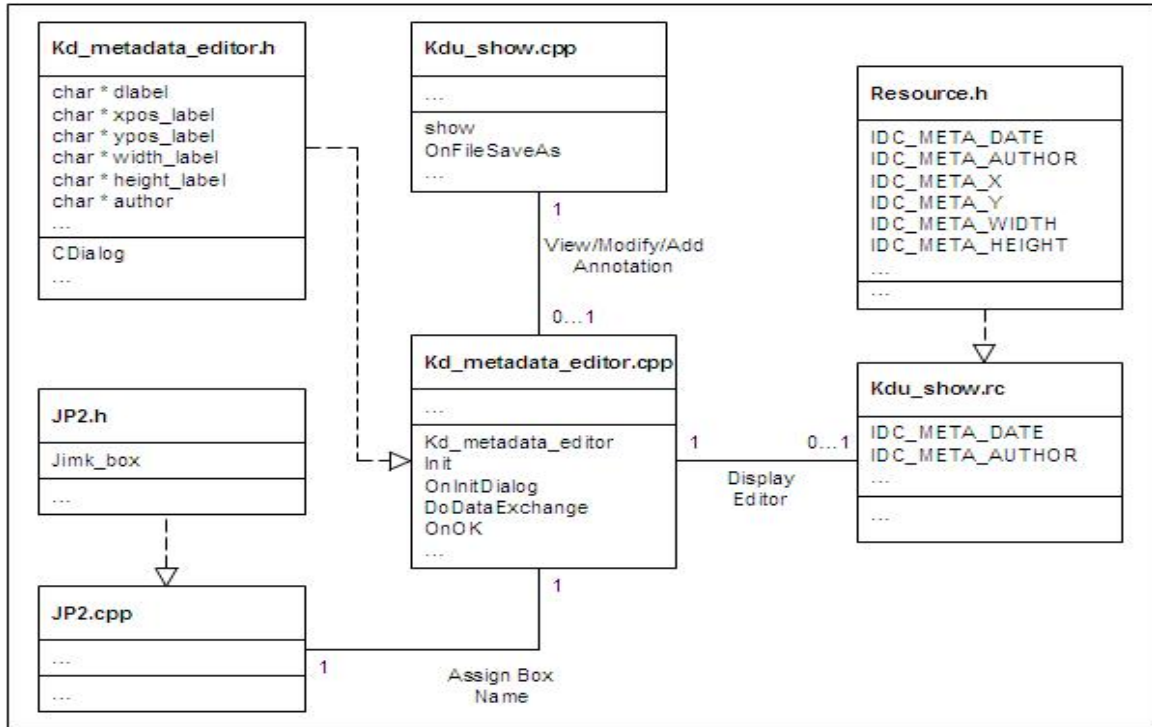 Kd_metadata_editor.h
char * dlabel
char * xpos_label
char * ypos_label
char * width_label
char * height_label
char * author
...
CDialog
...
Kdu_show.cpp
...
show
OnFileSaveAs
...
Resource.h
IDC_META_DATE
IDC_META_AUTHOR
IDC_META_X
IDC_META_Y
IDC_META_WIDTH
IDC_META_HEIGHT
...
...
1
View/Modify/Add
Annotation
0...1
Kd_metadata_editor.cpp
...
Kd_metadata_editor
Init
OnInitDialog
DoDataExchange
OnOK
...
1
0...1
Display
Editor
Kdu_show.rc
IDC_META_DATE
IDC_META_AUTHOR
...
...
JP2.h
Jimk_box
...
JP2.cpp
...
...
1
1
Assign Box
Name